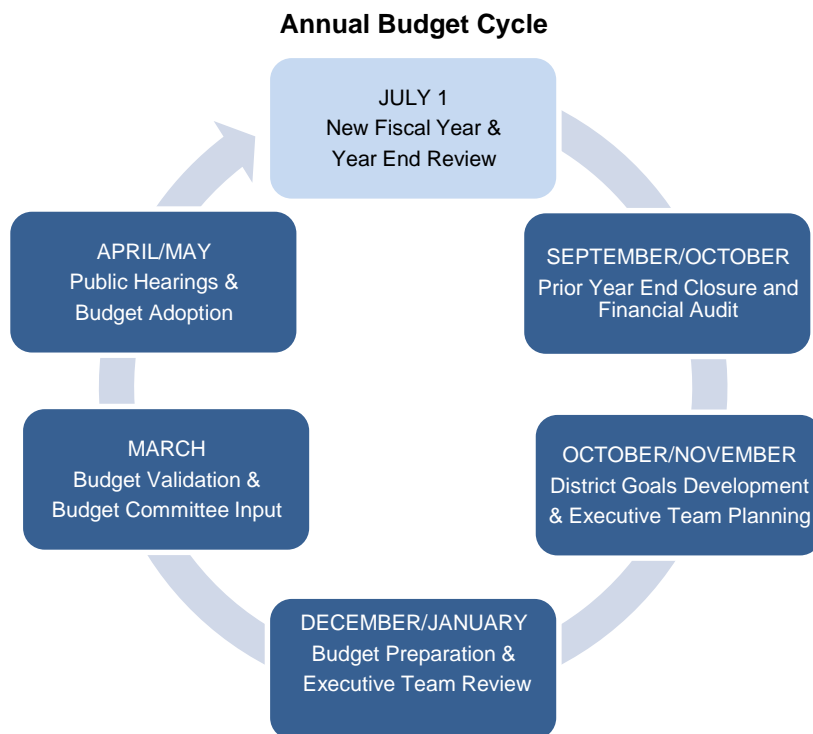 Annual Budget Cycle
JULY 1
New Fiscal Year &
Year End Review
SEPTEMBER/OCTOBER
Prior Year End Closure and
Financial Audit
OCTOBER/NOVEMBER
District Goals Development
& Executive Team Planning
DECEMBER/JANUARY
Budget Preparation &
Executive Team Review
MARCH
Budget Validation &
Budget Committee Input
APRIL/MAY
Public Hearings &
Budget Adoption